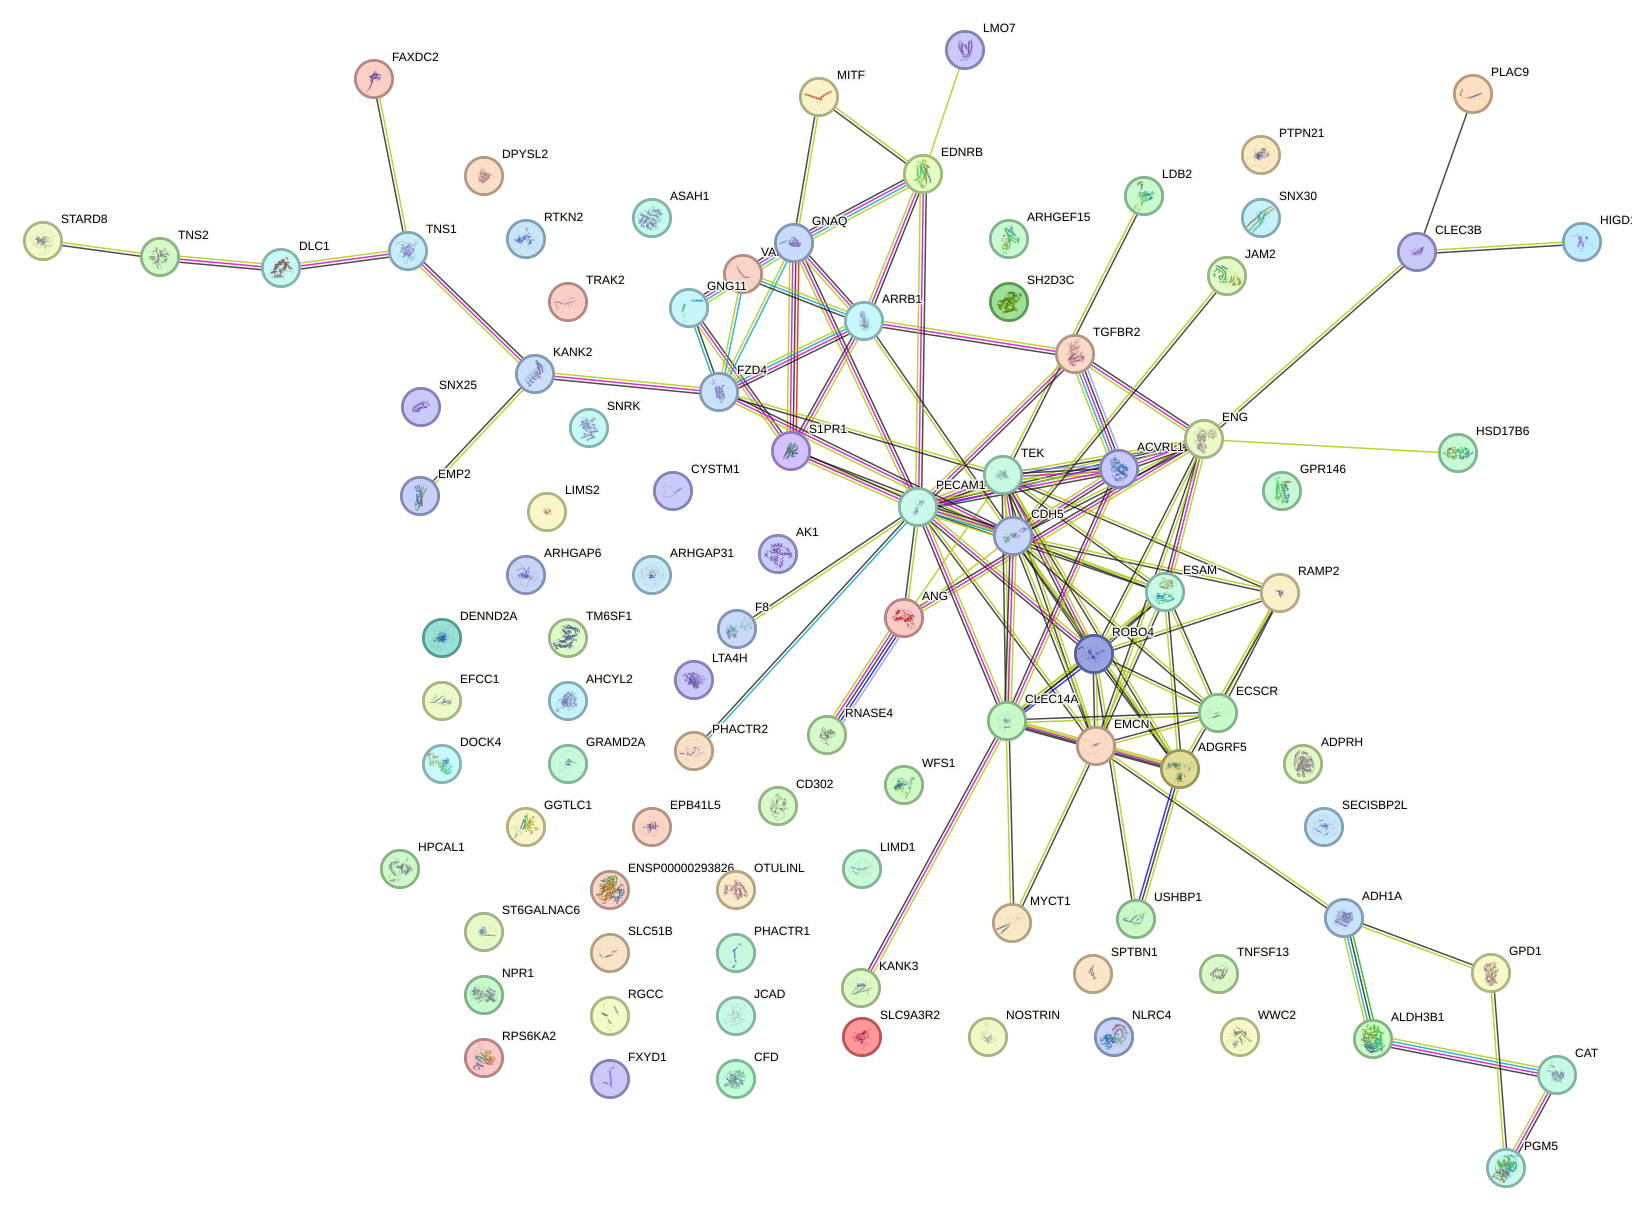 LMO7
FAXDC2
PLAC9
MITF
PTPN21
EDNRB
DPYSL2
LDB2
ASAH1
SNX30
STARD8
RTKN2
GNAQ
ARHGEF15
CLEC3B
HIGD1
TNS2
TNS1
DLC1
VA
JAM2
TRAK2
GNG11
SH2D3C
ARRB1
TGFBR2
KANK2
FZD4
SNX25
SNRK
S1PR1
ENG
HSD17B6
ACVRL1
TEK
EMP2
CYSTM1
GPR146
PECAM1
LIMS2
CDH5
AK1
ARHGAP6
ARHGAP31
ESAM
RAMP2
F8
ANG
DENND2A
TM6SF1
ROBO4
LTA4H
EFCC1
AHCYL2
ECSCR
CLEC14A
RNASE4
EMCN
PHACTR2
DOCK4
GRAMD2A
ADGRF5
ADPRH
WFS1
CD302
GGTLC1
EPB41L5
SECISBP2L
HPCAL1
LIMD1
ENSP00000293826
OTULINL
ADH1A
USHBP1
MYCT1
ST6GALNAC6
SLC51B
PHACTR1
GPD1
SPTBN1
TNFSF13
KANK3
NPR1
RGCC
JCAD
SLC9A3R2
NOSTRIN
NLRC4
WWC2
ALDH3B1
RPS6KA2
FXYD1
CFD
CAT
PGM5